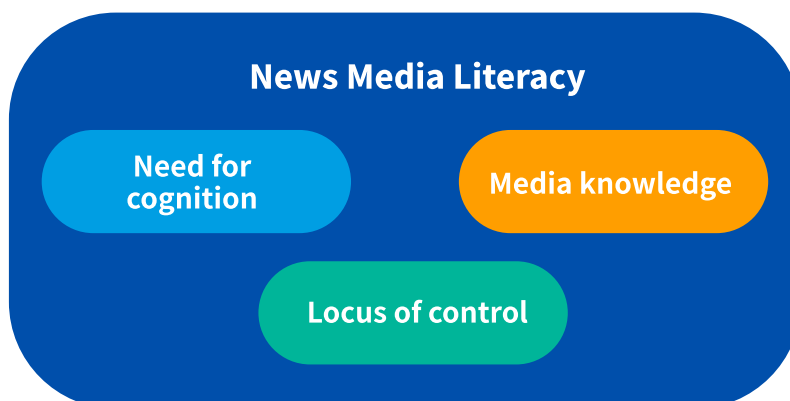 News Media Literacy
Need for
cognition
Media knowledge
Locus of control